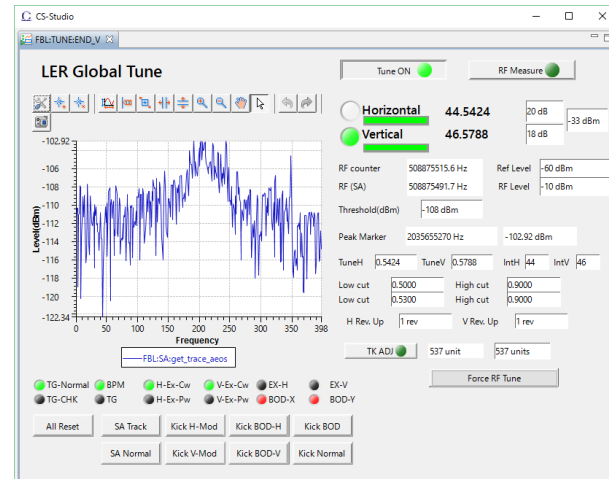 CS-Studio
FBL:TUNE:END_V
LER Global Tune
Tune ON
RF Measure
Horizontal 44.5424 20 dB
-33 dBm
Vertical 46.5788 18 dB
RF counter 508875515.6 Hz Ref Level -60 dBm
RF (SA) 508875491.7 Hz RF Level -10 dBm
Threshold(dBm) -108 dBm
Peak Marker 2035655270 Hz -102.92 dBm
TuneH 0.5424 TuneV 0.5788 IntH 44 IntV 46
Low cut 0.5000 High cut 0.9000
Low cut 0.5300 High cut 0.9000
H Rev. Up 1 rev V Rev. Up 1 rev
TK ADJ 537 unit 537 units
Force RF Tune
-102.92
-106
-108
-110
-112
-114
-116
-118
-120
-122.34
Level(dBm)
0 50 100 150 200 250 300 350 398
Frequency
FBL:SA:get_trace_aeos
TG-Normal BPM H-Ex-Cw V-Ex-Cw EX-H EX-V
TG-CHK TG H-Ex-Pw V-Ex-Pw BOD-X BOD-Y
All Reset SA Track Kick H-Mod Kick BOD-H Kick BOD
SA Normal Kick V-Mod Kick BOD-V Kick Normal